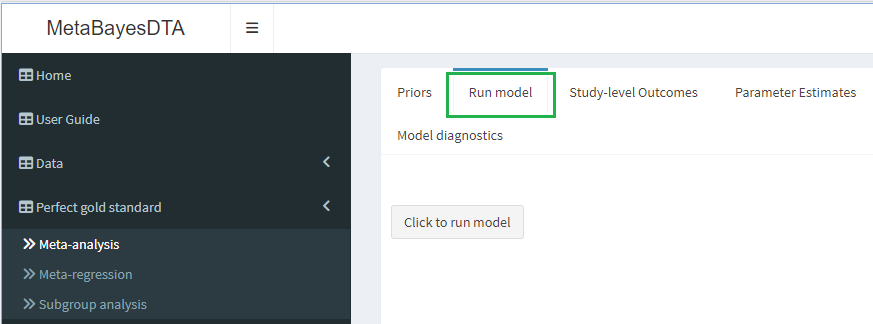 MetaBayesDTA
Home
User Guide
Data
Perfect gold standard
Meta-analysis
Meta-regression
Subgroup analysis
Priors Run model Study-level Outcomes Parameter Estimates
Model diagnostics
Click to run model